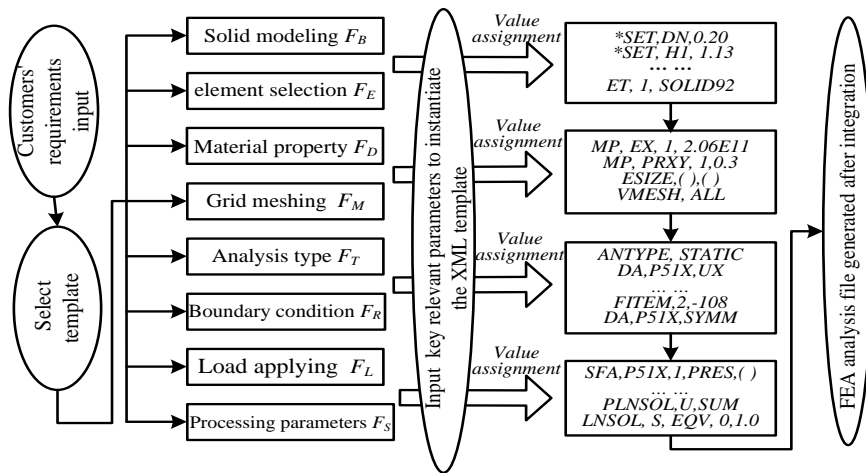 Customers'
requirements
input
Select
template
Solid modeling F_B
element selection F_E
Material property F_D
Grid meshing F_M
Analysis type F_T
Boundary condition F_R
Load applying F_L
Processing parameters F_S
Input key relevant parameters to instantiate
the XML template
Value
assignment
*SET,DN,0.20
*SET, H1, 1.13
... ...
ET, 1, SOLID92
Value
assignment
MP, EX, 1, 2.06E11
MP, PRXY, 1,0.3
ESIZE,( ),( )
VMESH, ALL
Value
assignment
ANTYPE, STATIC
DA,P51X,UX
... ...
FITEM,2,-108
DA,P51X,SYMM
Value
assignment
SFA,P51X,1,PRES,( )
... ...
PLNSOL,U,SUM
LNSOL, S, EQV, 0,1.0
FEA analysis file generated after integration